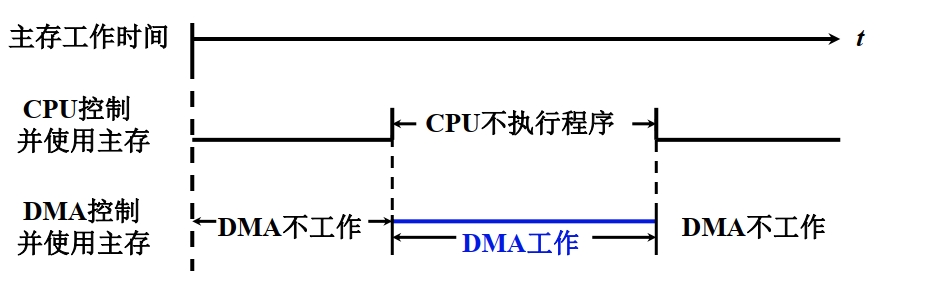 主存工作时间
t
CPU控制
并使用主存
CPU不执行程序
DMA控制
并使用主存
DMA不工作
DMA工作
DMA不工作